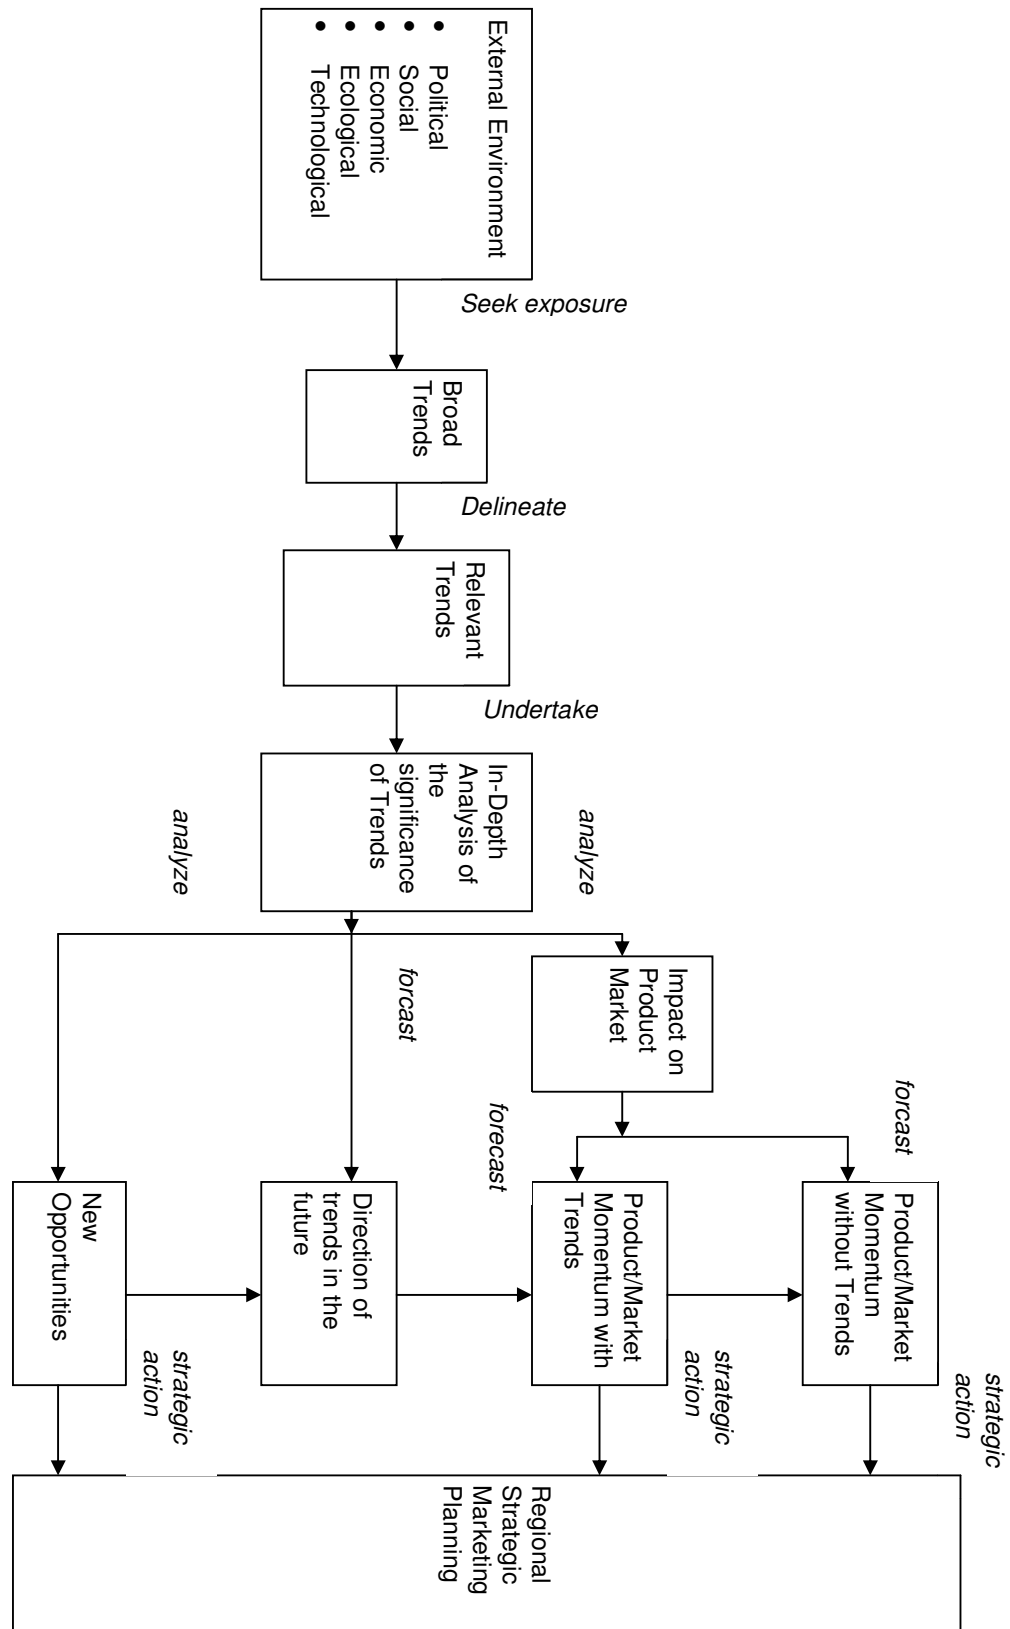 External Environment
• Political
• Social
• Economic
• Ecological
• Technological
Seek exposure
Broad
Trends
Delineate
Relevant
Trends
Undertake
In-Depth
Analysis of
the
significance
of Trends
analyze
analyze
forcast
Impact on
Product
Market
forcast
forecast
Product/Market
Momentum
without Trends
Product/Market
Momentum with
Trends
Direction of
trends in the
future
New
Opportunities
strategic
action
strategic
action
strategic
action
Regional
Strategic
Marketing
Planning